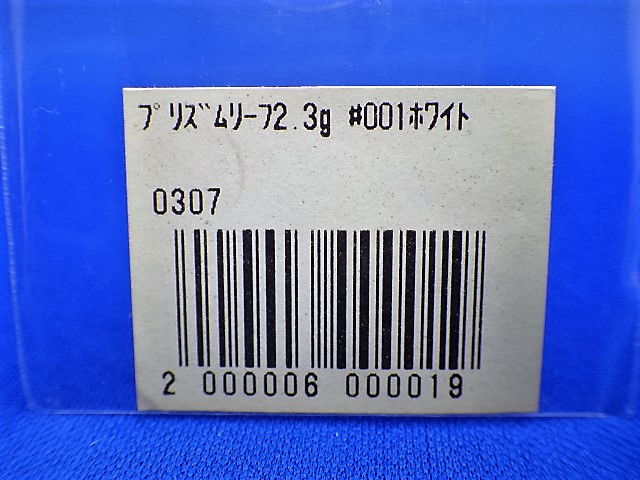 ﾌﾟﾘｽﾞﾑﾘｰﾌ2.3g #001ﾎﾜｲﾄ
0307
2 000006 000019